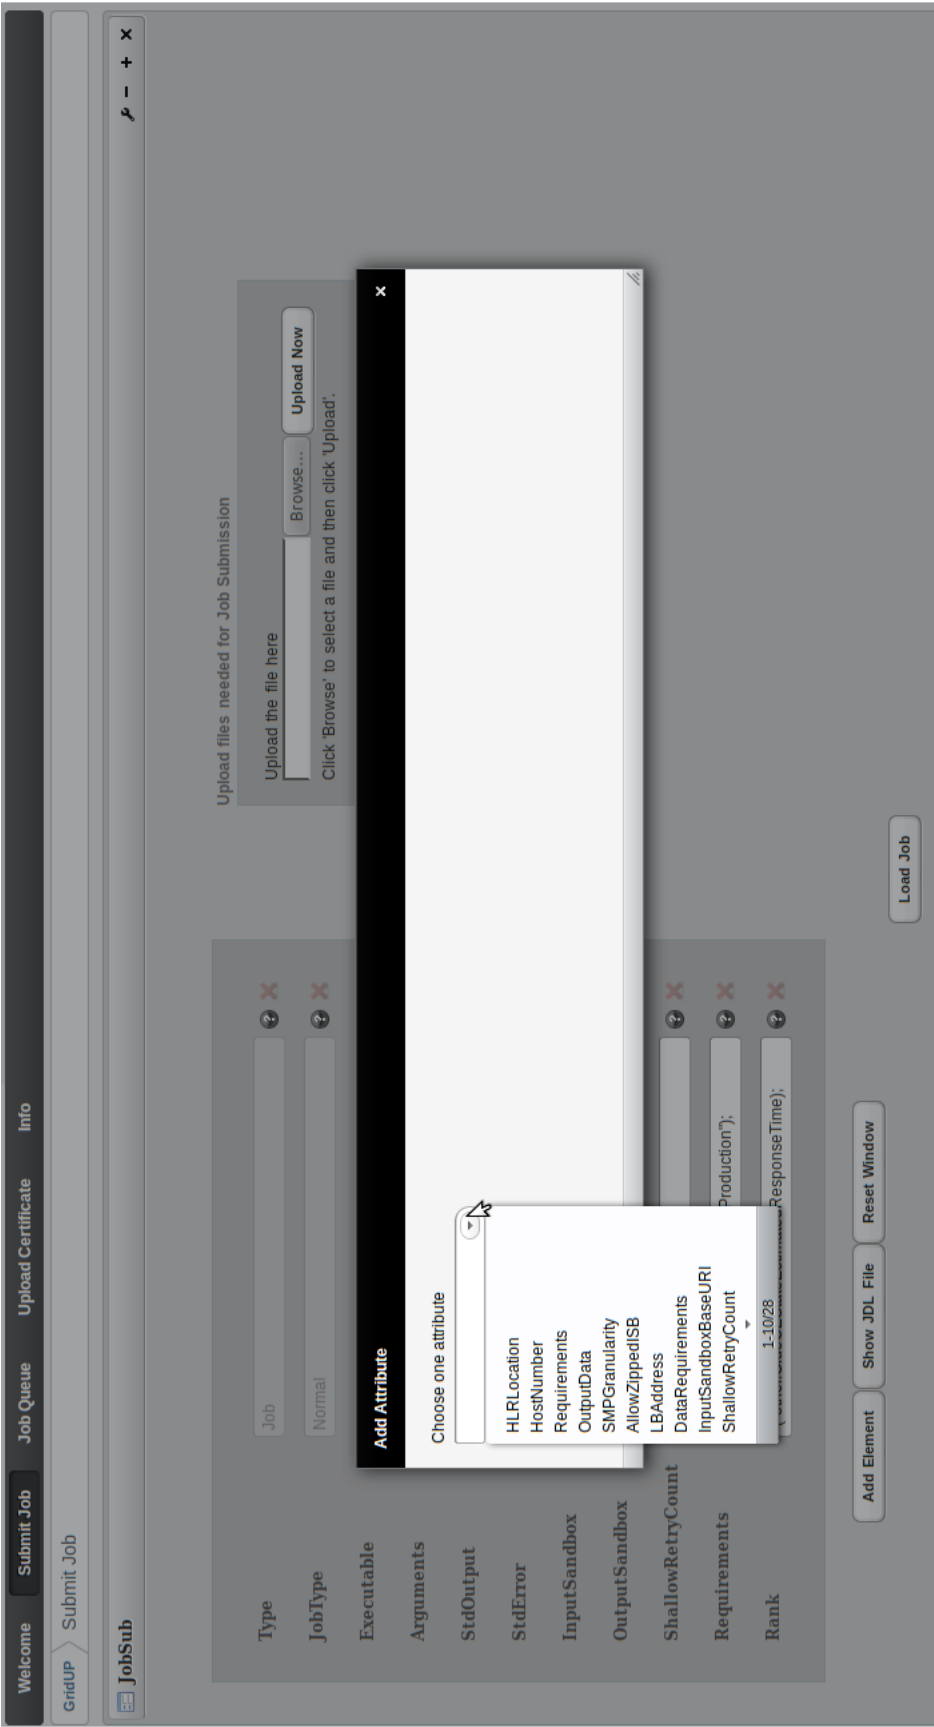 Welcome Submit Job Job Queue Upload Certificate Info
GridUP Submit Job
JobSub
Upload files needed for Job Submission
Upload the file here
Browse... Upload Now
Click 'Browse' to select a file and then click 'Upload'.
Type Job ?
JobType Normal ?
Executable
Arguments
StdOutput
StdError
InputSandbox
OutputSandbox
ShallowRetryCount ?
Requirements Production"); ?
Rank ResponseTime); ?
Add Attribute
Choose one attribute
HLRLocation
HostNumber
Requirements
OutputData
SMPGranularity
AllowZippedISB
LBAddress
DataRequirements
InputSandboxBaseURI
ShallowRetryCount
1-10/28
Add Element Show JDL File Reset Window
Load Job